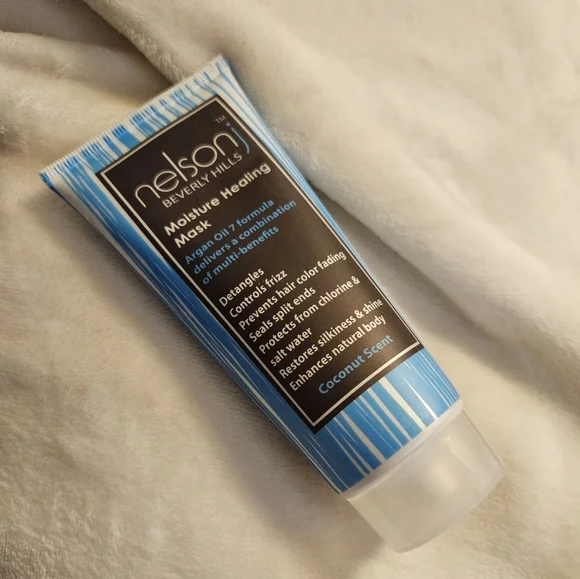 nelson j™
BEVERLY HILLS
Moisture Healing
Mask
Argan Oil 7 formula
delivers a combination
of multi-benefits
Detangles
Controls frizz
Prevents hair color fading
Seals split ends
Protects from chlorine &
salt water
Restores silkiness & shine
Enhances natural body
Coconut Scent